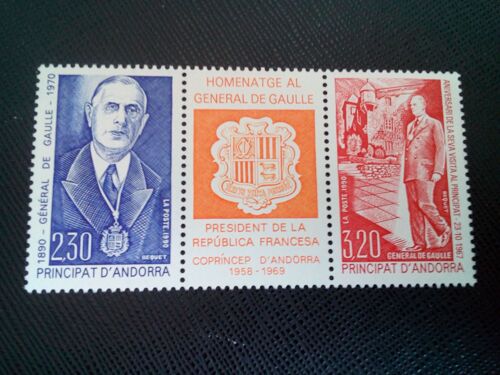 1890 - GÉNÉRAL DE GAULLE - 1970
2,30
LA POSTE 1990
BEQUET
PRINCIPAT D'ANDORRA
HOMENATGE AL
GENERAL DE GAULLE
PRESIDENT DE LA
REPÚBLICA FRANCESA
COPRÍNCEP D'ANDORRA
1958 - 1969
ANIVERSARI DE LA SEVA VISITA AL PRINCIPAT - 23-10 1967
LA POSTE 1990
BEQUET
3,20
GENERAL DE GAULLE
PRINCIPAT D'ANDORRA